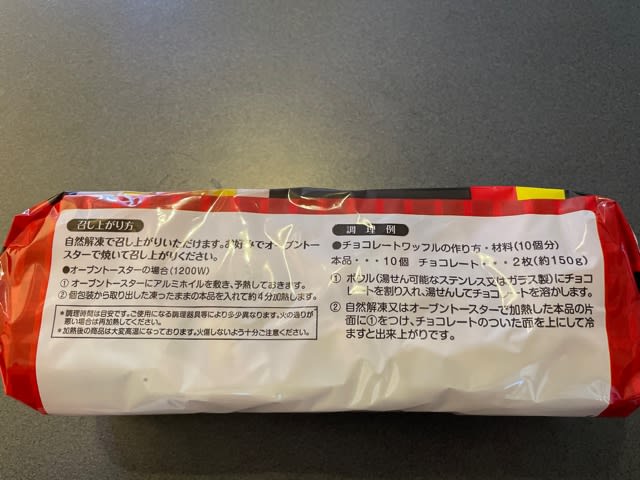 召し上がり方
自然解凍で召し上がりいただけます。お好みでオーブントー
スターで焼いて召し上がりください。
●オーブントースターの場合(1200W)
①オーブントースターにアルミホイルを敷き、予熱しておきます。
②個包装から取り出した凍ったままの本品を入れて約4分加熱します。
*調理時間は目安です。ご使用になる調理器具等により多少異なります。火の通りが
悪い場合は再加熱してください。
*加熱後の商品は大変高温になっております。火傷しないよう十分ご注意ください。
調理例
●チョコレートワッフルの作り方・材料(10個分)
本品・・・10個 チョコレート・・・2枚(約150g)
①ボウル(湯せん可能なステンレス又はガラス製)にチョコ
レートを割り入れ、湯せんしてチョコレートを溶かします。
②自然解凍又はオーブントースターで加熱した本品の片
面に①をつけ、チョコレートのついた面を上にして冷
ますと出来上がりです。